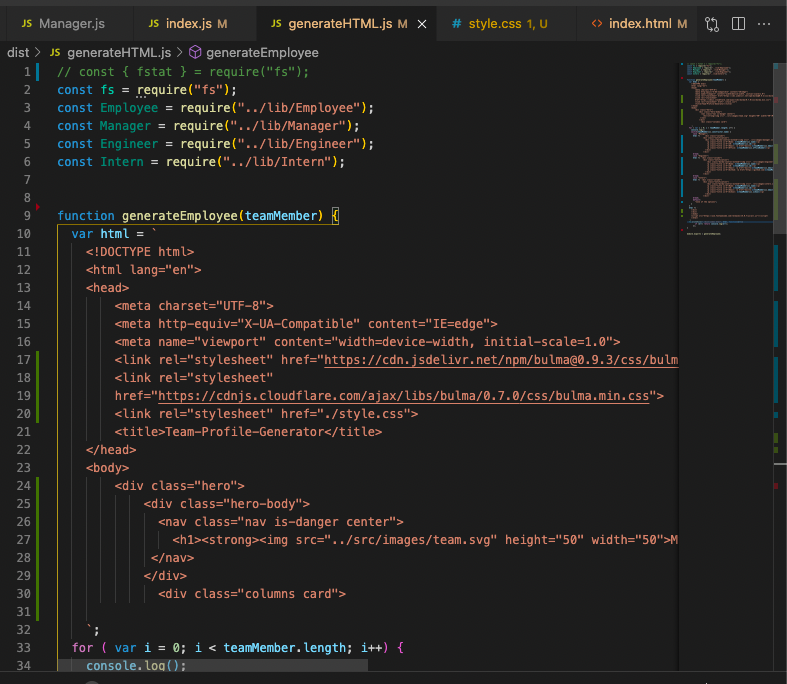 JS Manager.js JS index.js M JS generateHTML.js M # style.css 1, U <> index.html M
dist > JS generateHTML.js > generateEmployee
1 // const { fstat } = require("fs");
2 const fs = require("fs");
3 const Employee = require("../lib/Employee");
4 const Manager = require("../lib/Manager");
5 const Engineer = require("../lib/Engineer");
6 const Intern = require("../lib/Intern");
7
8
9 function generateEmployee(teamMember) {
10 var html = `
11 <!DOCTYPE html>
12 <html lang="en">
13 <head>
14 <meta charset="UTF-8">
15 <meta http-equiv="X-UA-Compatible" content="IE=edge">
16 <meta name="viewport" content="width=device-width, initial-scale=1.0">
17 <link rel="stylesheet" href="https://cdn.jsdelivr.net/npm/bulma@0.9.3/css/bulm
18 <link rel="stylesheet"
19 href="https://cdnjs.cloudflare.com/ajax/libs/bulma/0.7.0/css/bulma.min.css">
20 <link rel="stylesheet" href="./style.css">
21 <title>Team-Profile-Generator</title>
22 </head>
23 <body>
24 <div class="hero">
25 <div class="hero-body">
26 <nav class="nav is-danger center">
27 <h1><strong><img src="../src/images/team.svg" height="50" width="50">M
28 </nav>
29 </div>
30 <div class="columns card">
31
32 `;
33 for ( var i = 0; i < teamMember.length; i++) {
34 console.log();